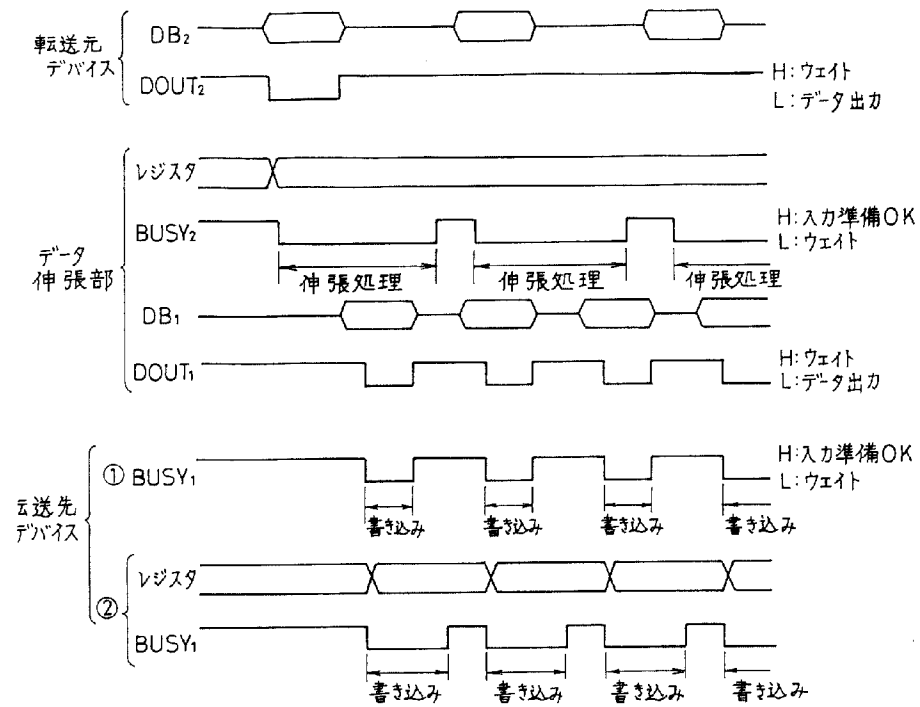 転送元
デバイス
DB₂
DOUT₂
H:ウェイト
L:データ出力
データ
伸張部
レジスタ
BUSY₂
H:入力準備OK
L:ウェイト
伸張処理 伸張処理 伸張処理
DB₁
DOUT₁
H:ウェイト
L:データ出力
云送先
デバイス
① BUSY₁
H:入力準備OK
L:ウェイト
書き込み 書き込み 書き込み 書き込み
②
レジスタ
BUSY₁
書き込み 書き込み 書き込み 書き込み